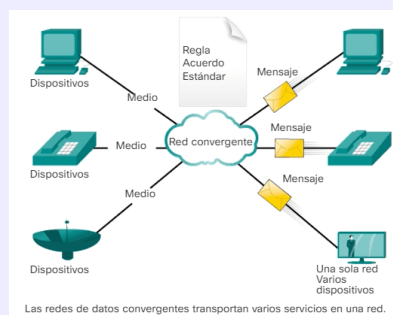 Regla
Acuerdo
Estándar
Mensaje
Dispositivos
Medio
Mensaje
Red convergente
Medio
Dispositivos
Mensaje
Medio
Dispositivos
Una sola red
Varios
dispositivos
Las redes de datos convergentes transportan varios servicios en una red.